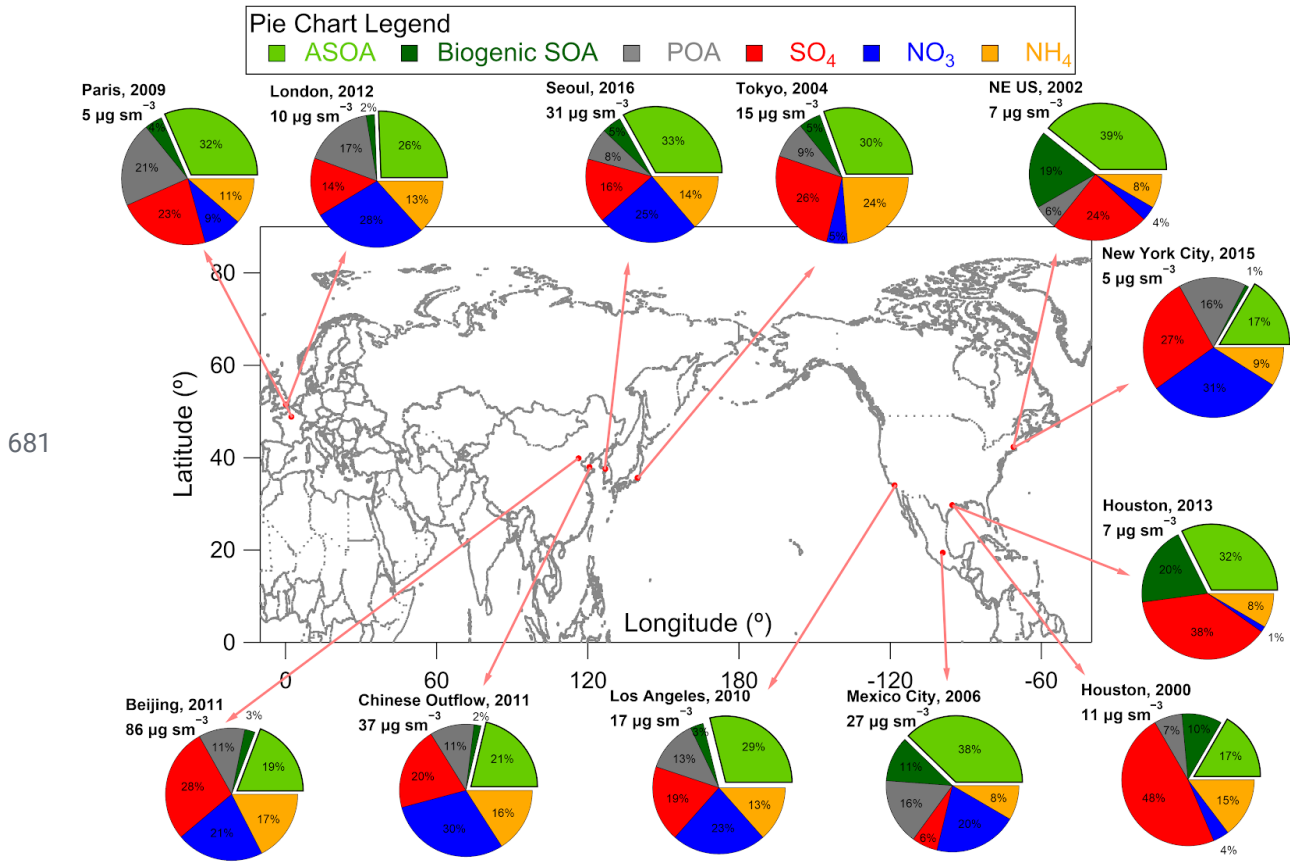 Pie Chart Legend
ASOA Biogenic SOA POA SO4 NO3 NH4
Paris, 2009
5 µg sm−3
4%
32%
21%
11%
23%
9%
London, 2012
10 µg sm−3
2%
26%
17%
14%
13%
28%
Seoul, 2016
31 µg sm−3
5%
33%
8%
16%
14%
25%
Tokyo, 2004
15 µg sm−3
5%
30%
9%
26%
24%
5%
NE US, 2002
7 µg sm−3
39%
19%
8%
6%
24%
4%
New York City, 2015
5 µg sm−3
1%
16%
17%
27%
9%
31%
Houston, 2013
7 µg sm−3
32%
20%
8%
38%
1%
681
Latitude (º)
80
60
40
20
0
Longitude (º)
0 60 120 180 -120 -60
Beijing, 2011
86 µg sm−3
3%
11%
19%
28%
17%
21%
Chinese Outflow, 2011
37 µg sm−3
2%
11%
21%
20%
16%
30%
Los Angeles, 2010
17 µg sm−3
3%
29%
13%
19%
13%
23%
Mexico City, 2006
27 µg sm−3
38%
11%
16%
8%
6%
20%
Houston, 2000
11 µg sm−3
7%
10%
17%
48%
15%
4%